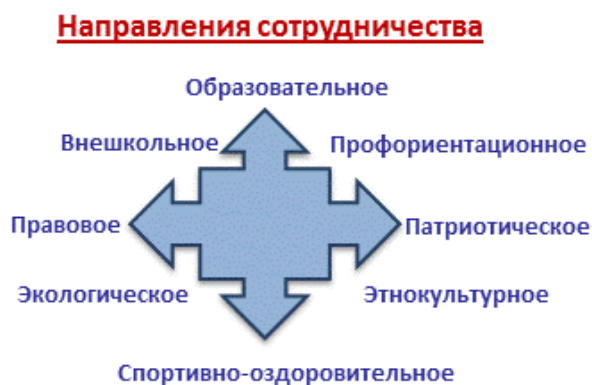 Направления сотрудничества
Образовательное
Внешкольное
Профориентационное
Правовое
Патриотическое
Экологическое
Этнокультурное
Спортивно-оздоровительное